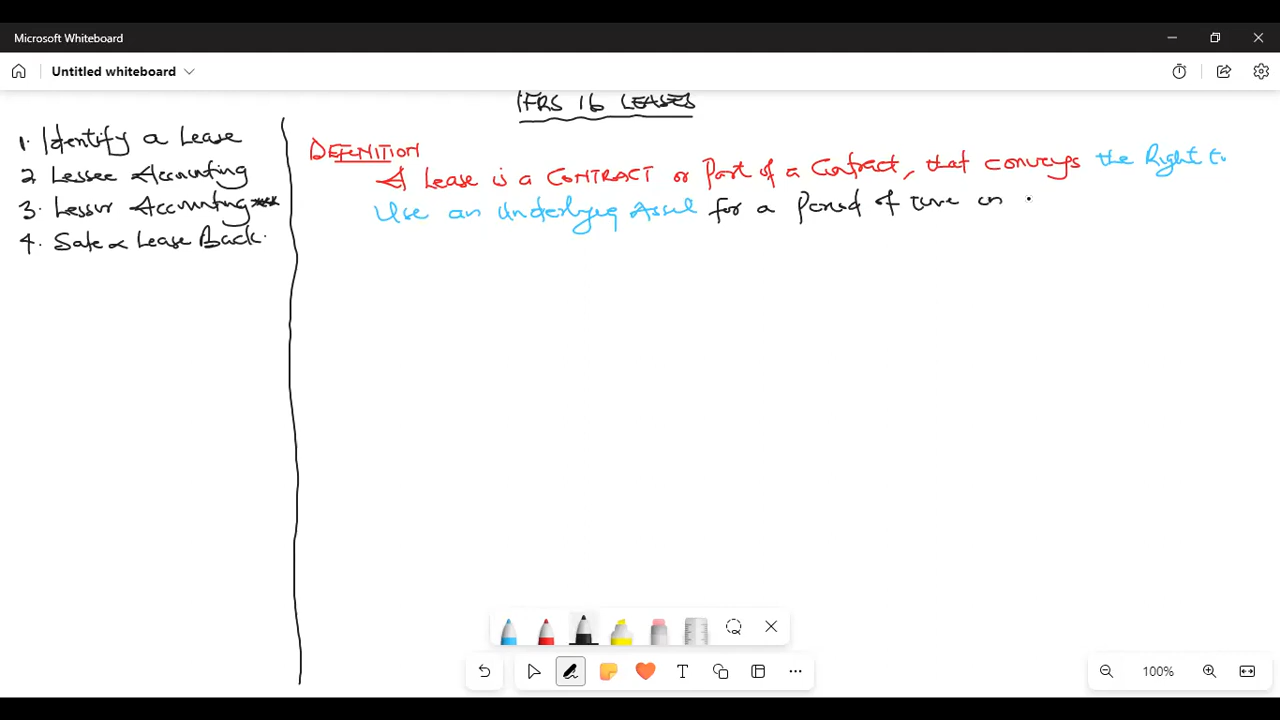 Microsoft Whiteboard
Untitled whiteboard
IFRS 16 LEASES
1. Identify a Lease
2. Lessee Accounting
3. Lessor Accounting
4. Sale & Lease Back.
DEFINITION
A Lease is a CONTRACT or Part of a Contract, that conveys the Right to
Use an Underlying Asset for a Period of time in
100%